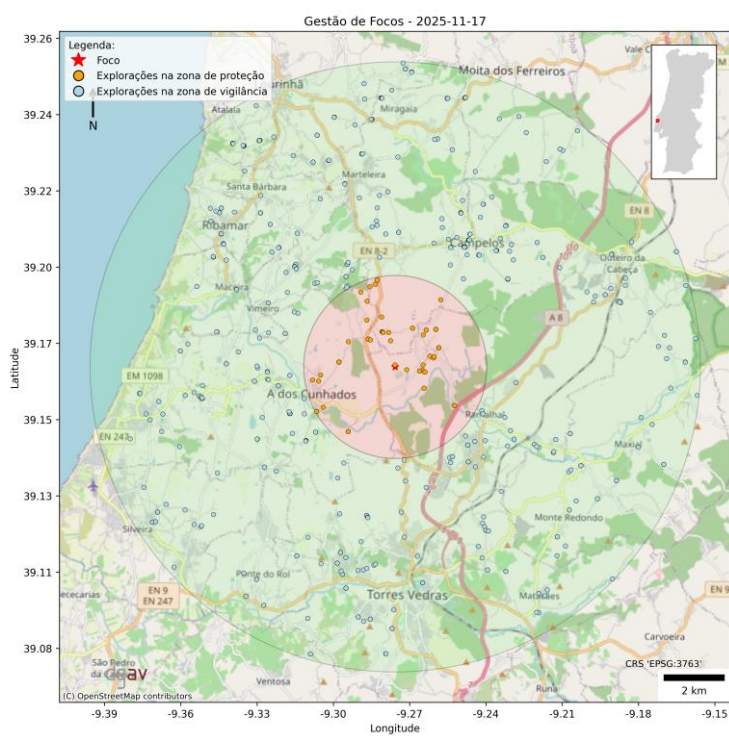 Gestão de Focos - 2025-11-17
Legenda:
Foco
Explorações na zona de proteção
Explorações na zona de vigilância
N
Moita dos Ferreiros
Atalaia
Miragaia
Marteleira
Santa Bárbara
Ribamar
EN 8
EN 8-2
Campelos
Outeiro da
Cabeça
Maceira
Vimeiro
A 8
EM 1098
A dos Cunhados
EN 247
Maxial
Silveira
Monte Redondo
Ponte do Rol
EN 9
EN 247
Torres Vedras
Matacães
Carvoeira
São Pedro
da
Ventosa
Runa
CRS 'EPSG:3763'
2 km
(C) OpenStreetMap contributors
39.26
39.24
39.22
39.20
39.17
39.15
39.13
39.11
39.08
Latitude
-9.39
-9.36
-9.33
-9.30
-9.27
-9.24
-9.21
-9.18
-9.15
Longitude